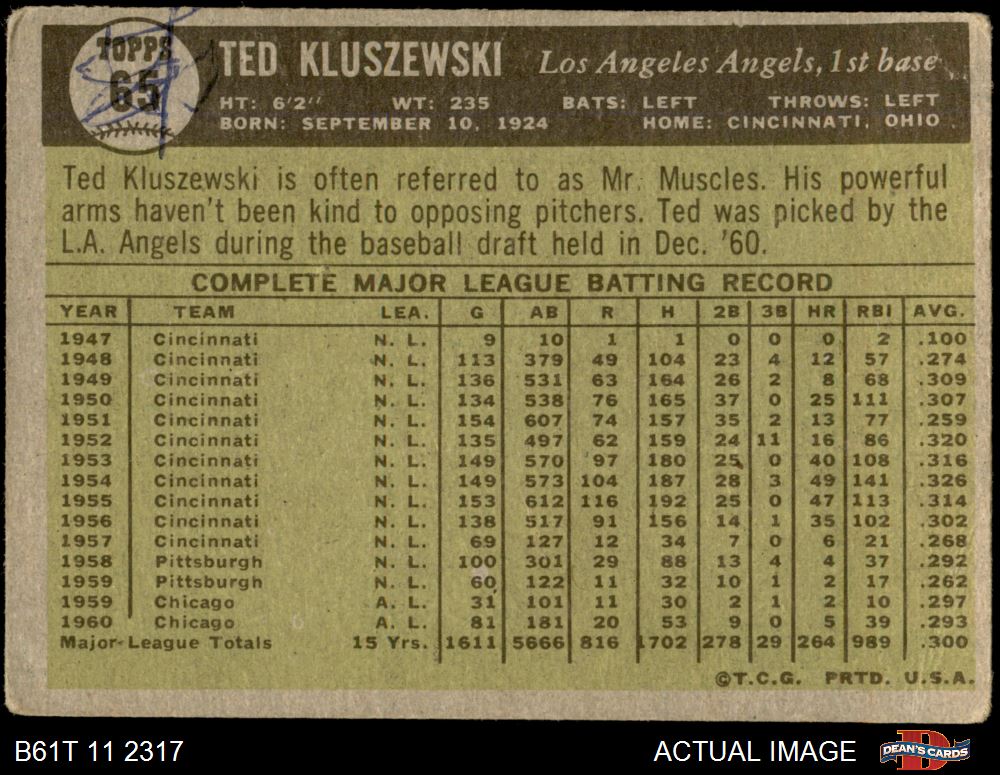 TOPPS
65
TED KLUSZEWSKI Los Angeles Angels, 1st base
HT: 6'2" WT: 235 BATS: LEFT THROWS: LEFT
BORN: SEPTEMBER 10, 1924 HOME: CINCINNATI, OHIO
Ted Kluszewski is often referred to as Mr. Muscles. His powerful
arms haven't been kind to opposing pitchers. Ted was picked by the
L.A. Angels during the baseball draft held in Dec. '60.
COMPLETE MAJOR LEAGUE BATTING RECORD
YEAR TEAM LEA. G AB R H 2B 3B HR RBI AVG.
1947 Cincinnati N. L. 9 10 1 1 0 0 0 2 .100
1948 Cincinnati N. L. 113 379 49 104 23 4 12 57 .274
1949 Cincinnati N. L. 136 531 63 164 26 2 8 68 .309
1950 Cincinnati N. L. 134 538 76 165 37 0 25 111 .307
1951 Cincinnati N. L. 154 607 74 157 35 2 13 77 .259
1952 Cincinnati N. L. 135 497 62 159 24 11 16 86 .320
1953 Cincinnati N. L. 149 570 97 180 25 0 40 108 .316
1954 Cincinnati N. L. 149 573 104 187 28 3 49 141 .326
1955 Cincinnati N. L. 153 612 116 192 25 0 47 113 .314
1956 Cincinnati N. L. 138 517 91 156 14 1 35 102 .302
1957 Cincinnati N. L. 69 127 12 34 7 0 6 21 .268
1958 Pittsburgh N. L. 100 301 29 88 13 4 4 37 .292
1959 Pittsburgh N. L. 60 122 11 32 10 1 2 17 .262
1959 Chicago A. L. 31 101 11 30 2 1 2 10 .297
1960 Chicago A. L. 81 181 20 53 9 0 5 39 .293
Major-League Totals 15 Yrs. 1611 5666 816 1702 278 29 264 989 .300
©T.C.G. PRTD. U.S.A.
B61T 11 2317 ACTUAL IMAGE DEAN'S CARDS